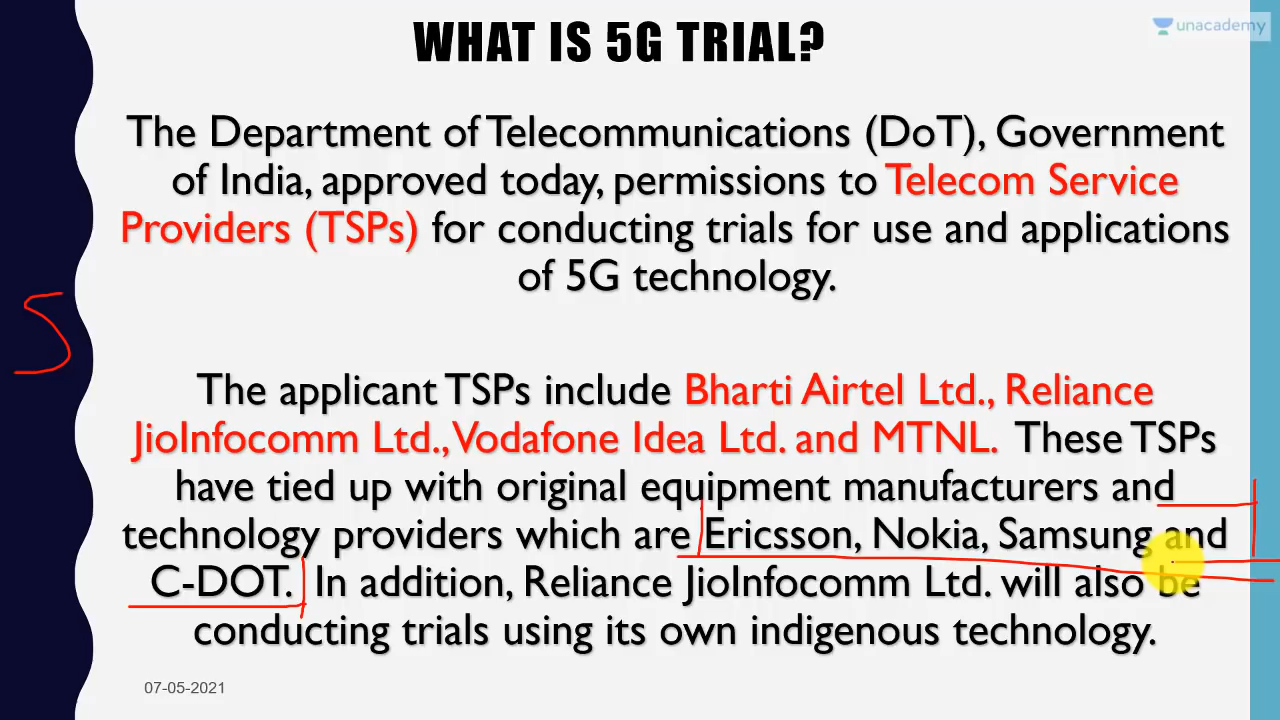 WHAT IS 5G TRIAL?
unacademy
The Department of Telecommunications (DoT), Government
of India, approved today, permissions to Telecom Service
Providers (TSPs) for conducting trials for use and applications
of 5G technology.
5
The applicant TSPs include Bharti Airtel Ltd., Reliance
JioInfocomm Ltd., Vodafone Idea Ltd. and MTNL. These TSPs
have tied up with original equipment manufacturers and
technology providers which are Ericsson, Nokia, Samsung and
C-DOT. In addition, Reliance JioInfocomm Ltd. will also be
conducting trials using its own indigenous technology.
07-05-2021